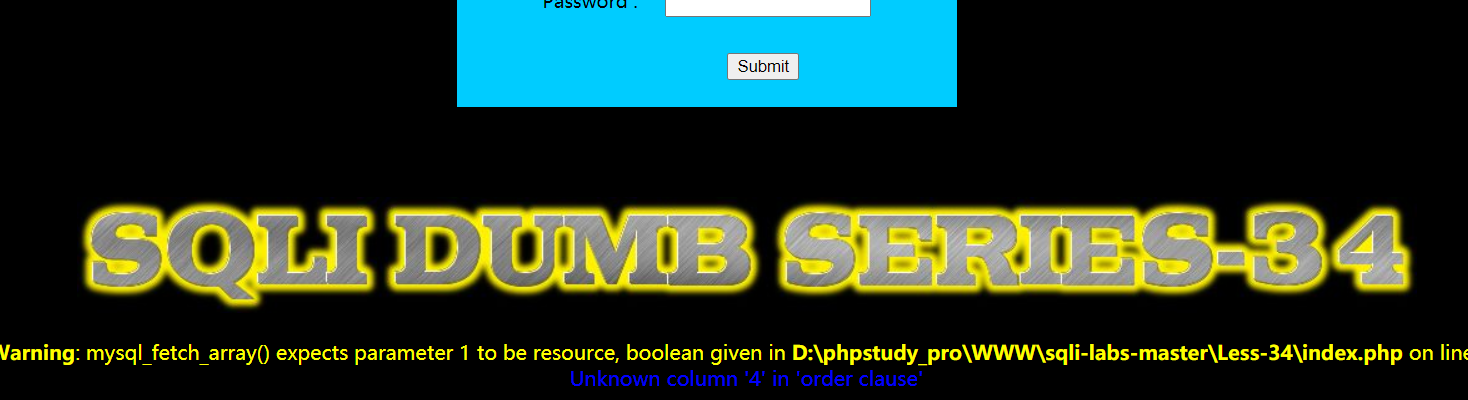 Password :
Submit
SQLI DUMB SERIES-34
Warning: mysql_fetch_array() expects parameter 1 to be resource, boolean given in D:\phpstudy_pro\WWW\sqli-labs-master\Less-34\index.php on line
Unknown column '4' in 'order clause'